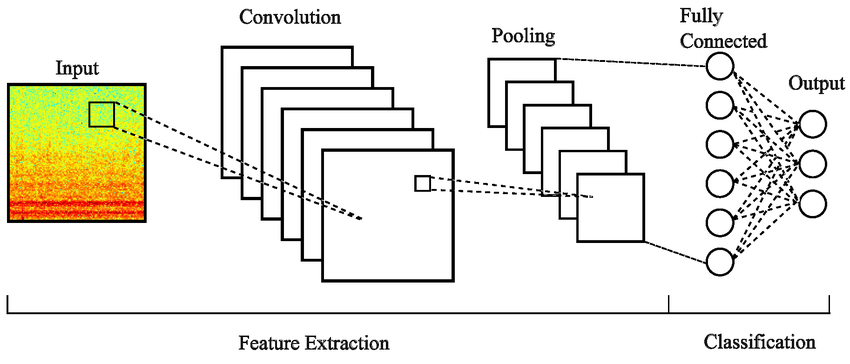 Input
Convolution
Pooling
Fully
Connected
Output
Feature Extraction
Classification